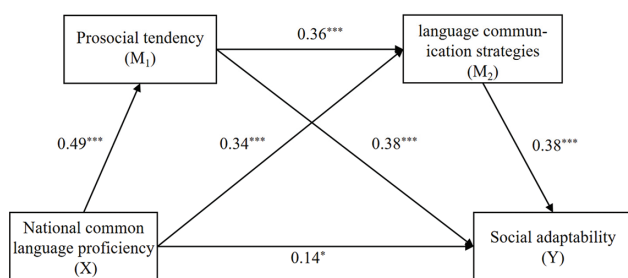 Prosocial tendency
(M₁)
0.36***
language commun-
ication strategies
(M₂)
0.49***
0.34***
0.38***
0.38***
National common
language proficiency
(X)
0.14*
Social adaptability
(Y)